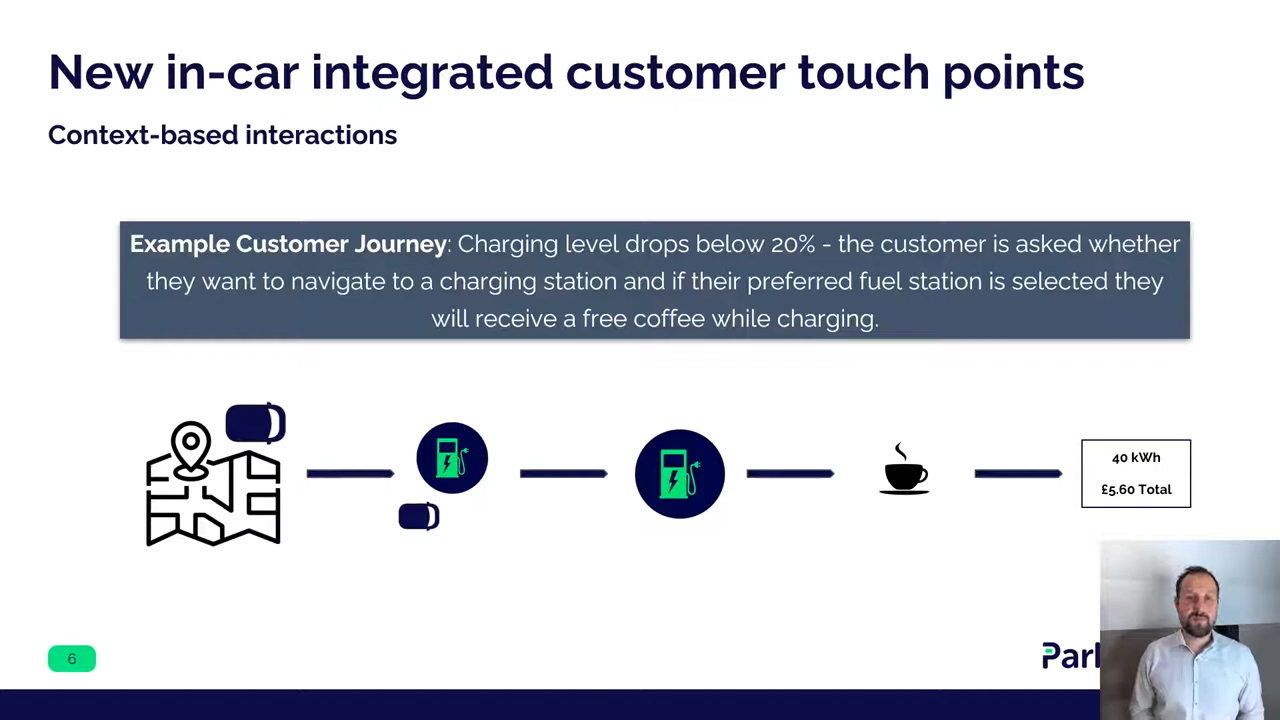 New in-car integrated customer touch points
Context-based interactions
Example Customer Journey: Charging level drops below 20% - the customer is asked whether
they want to navigate to a charging station and if their preferred fuel station is selected they
will receive a free coffee while charging.
40 kWh
£5.60 Total
6